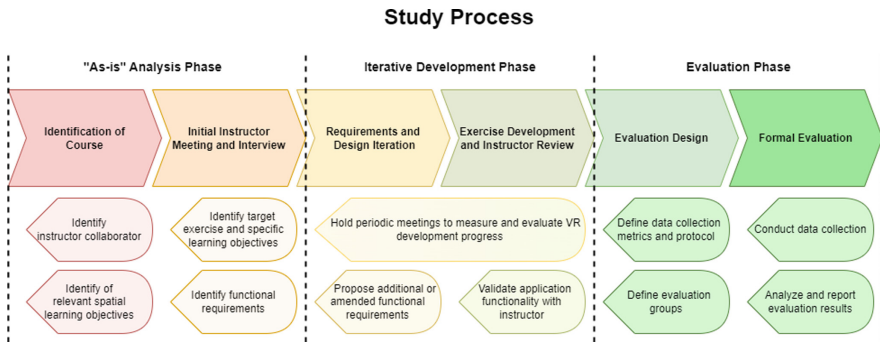 Study Process
"As-is" Analysis Phase
Iterative Development Phase
Evaluation Phase
Identification of
Course
Initial Instructor
Meeting and Interview
Requirements and
Design Iteration
Exercise Development
and Instructor Review
Evaluation Design
Formal Evaluation
Identify
instructor collaborator
Identify target
exercise and specific
learning objectives
Hold periodic meetings to measure and evaluate VR
development progress
Define data collection
metrics and protocol
Conduct data collection
Identify of
relevant spatial
learning objectives
Identify functional
requirements
Propose additional or
amended functional
requirements
Validate application
functionality with
instructor
Define evaluation
groups
Analyze and report
evaluation results